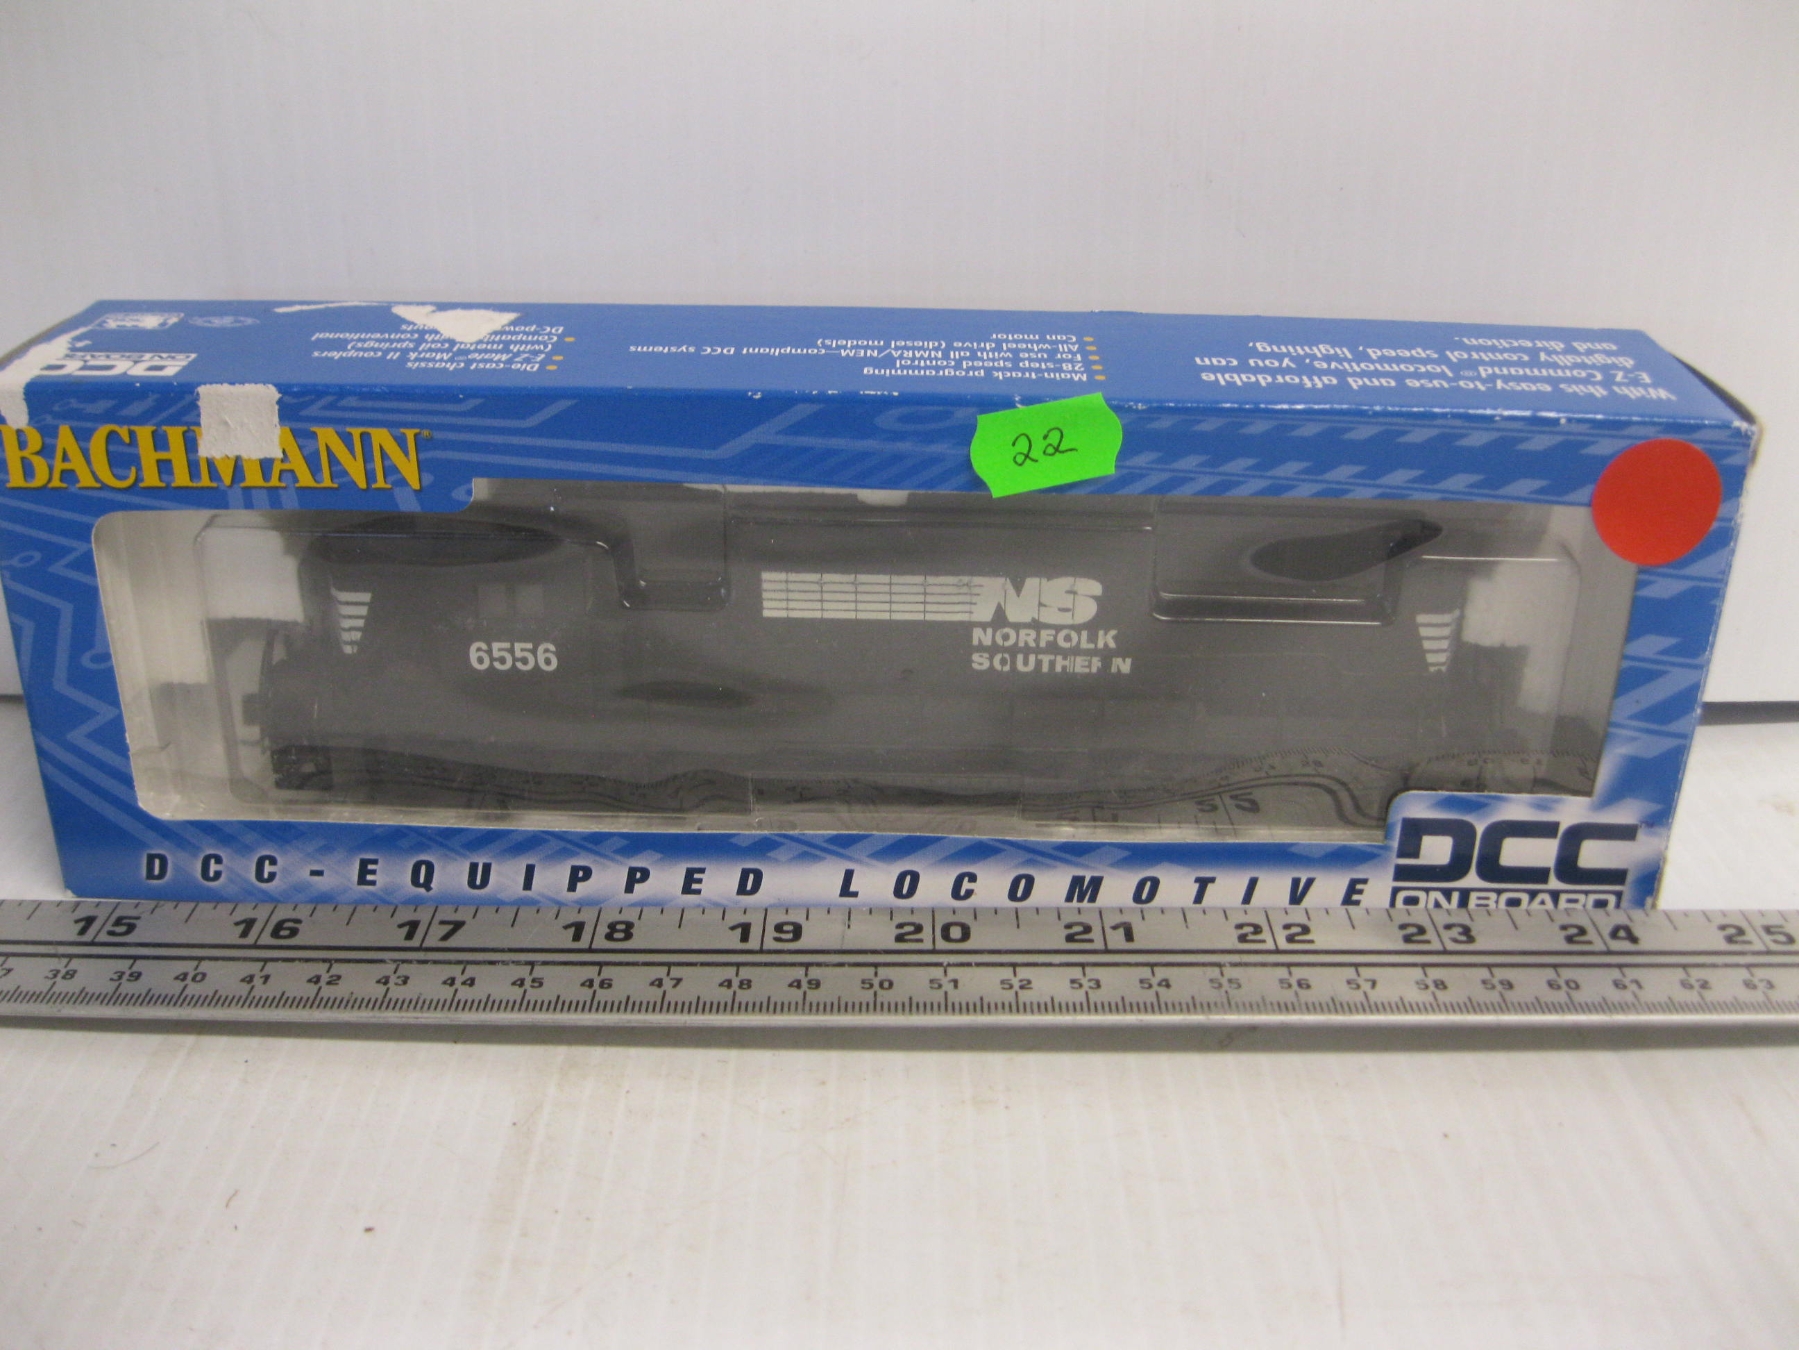 With this easy-to-use and affordable
E-Z Command® locomotive, you can
digitally control speed, lighting,
and direction.
• Main-track programming
• 28-step speed control
• For use with all NMRA/NEM—compliant DCC systems
• All-wheel drive (diesel models)
• Can motor
• Die-cast chassis
• E-Z Mate® Mark II couplers
(with metal coil springs)
with conventional
DCC
ON BOARD
BACHMANN®
22
NS
6556
NORFOLK
SOUTHERN
DCC-EQUIPPED LOCOMOTIVE
DCC
ON BOARD
15 16 17 18 19 20 21 22 23 24 25
38 39 40 41 42 43 44 45 46 47 48 49 50 51 52 53 54 55 56 57 58 59 60 61 62 63